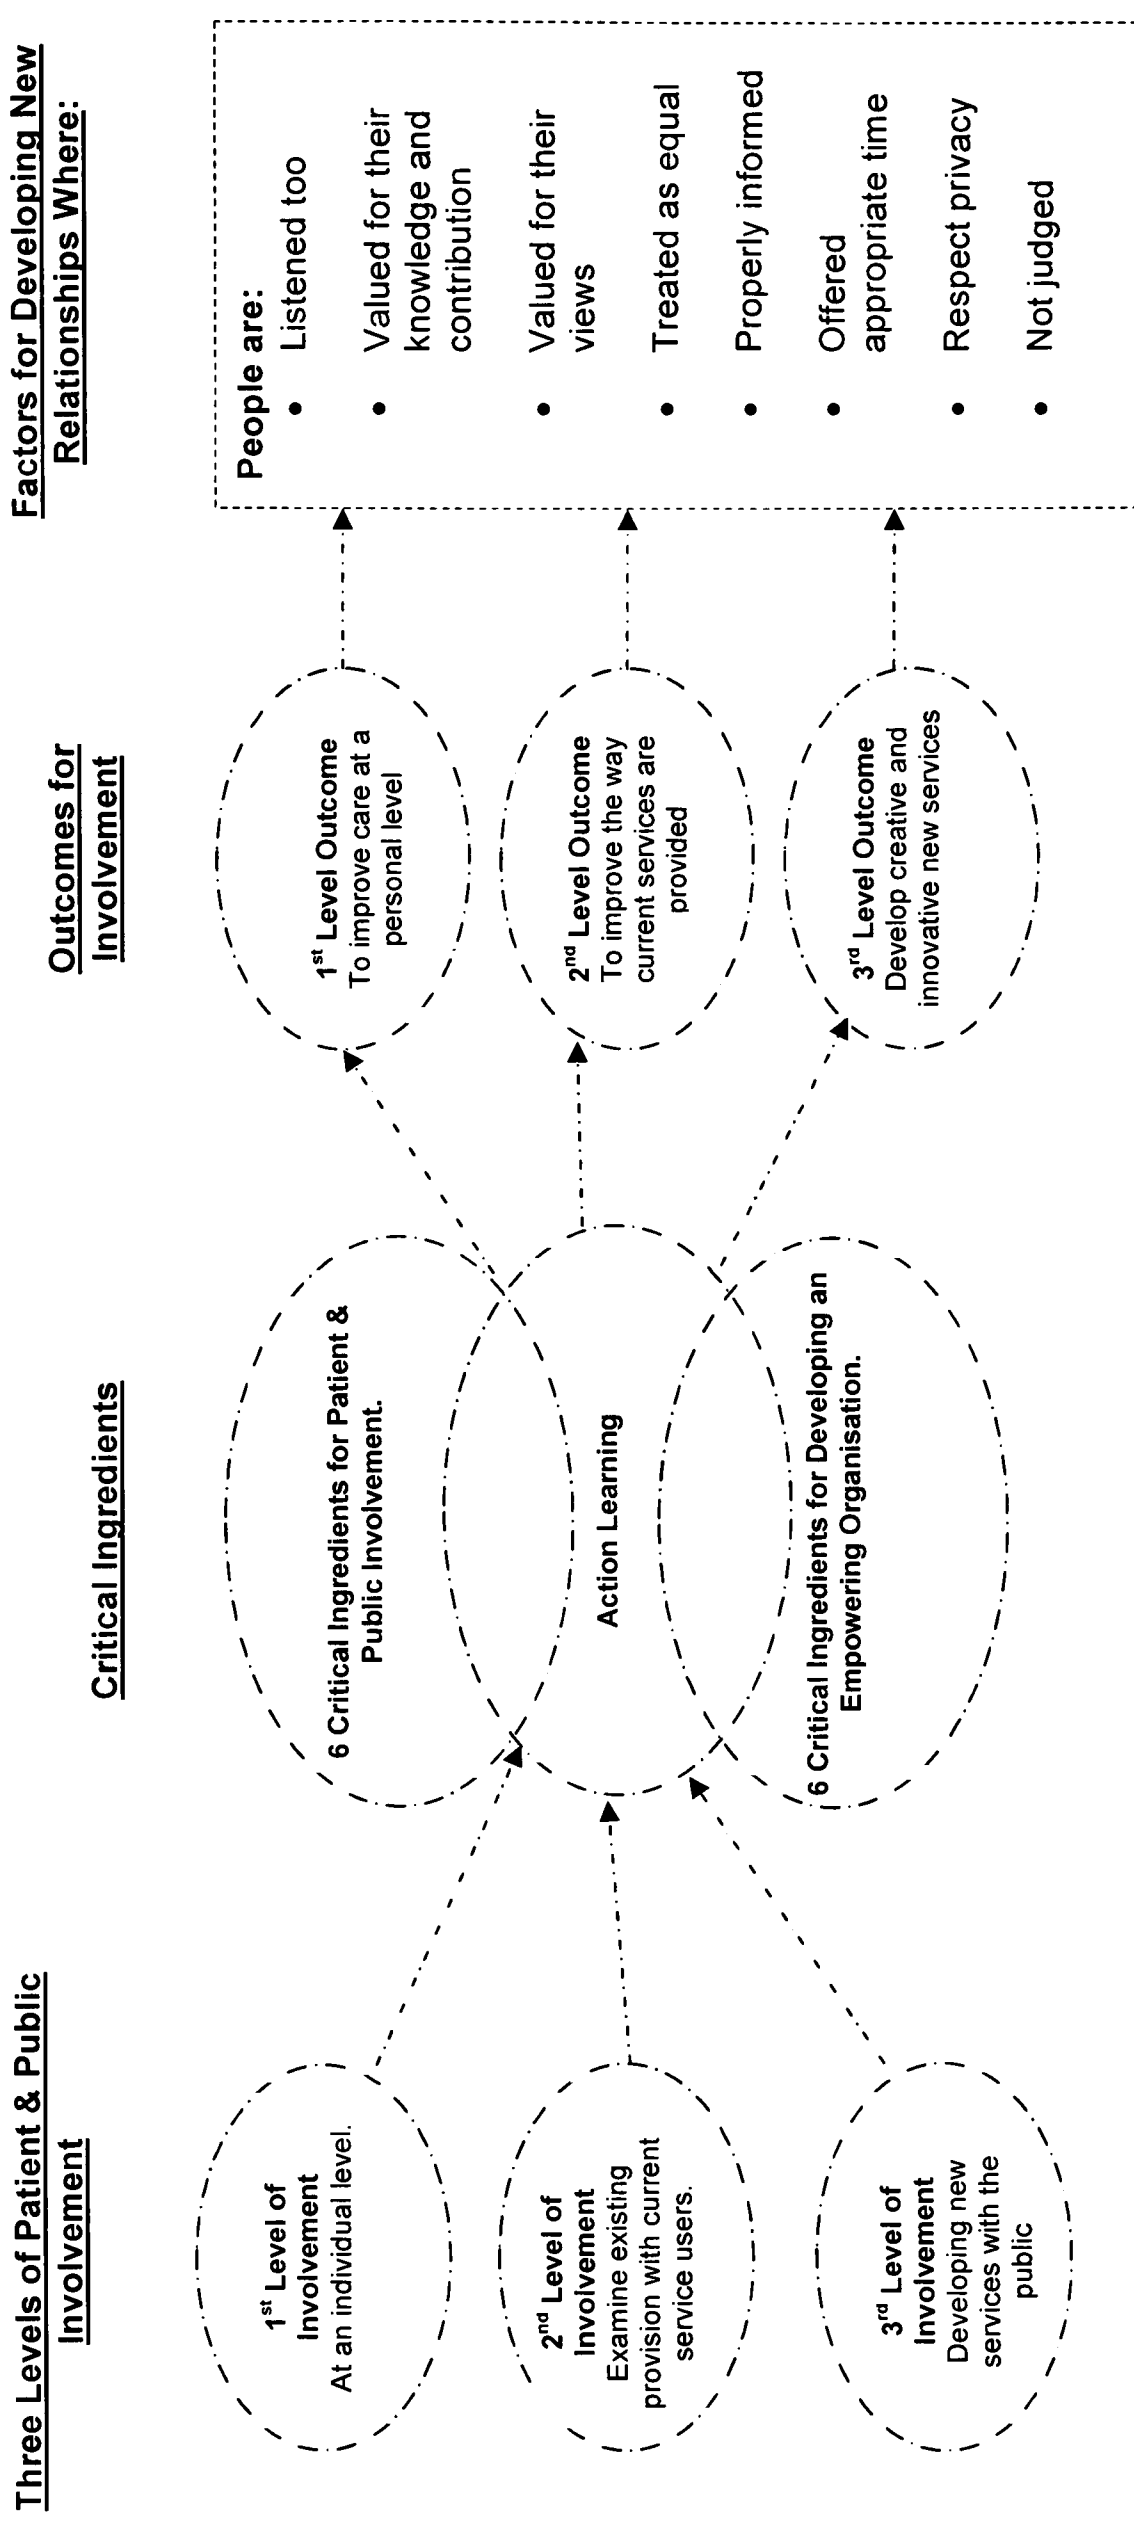 Three Levels of Patient & Public
Involvement
1st Level of
Involvement
At an individual level.
2nd Level of
Involvement
Examine existing
provision with current
service users.
3rd Level of
Involvement
Developing new
services with the
public
Critical Ingredients
6 Critical Ingredients for Patient &
Public Involvement.
Action Learning
6 Critical Ingredients for Developing an
Empowering Organisation.
Outcomes for
Involvement
1st Level Outcome
To improve care at a
personal level
2nd Level Outcome
To improve the way
current services are
provided
3rd Level Outcome
Develop creative and
innovative new services
Factors for Developing New
Relationships Where:
People are:
• Listened too
• Valued for their
knowledge and
contribution
• Valued for their
views
• Treated as equal
• Properly informed
• Offered
appropriate time
• Respect privacy
• Not judged